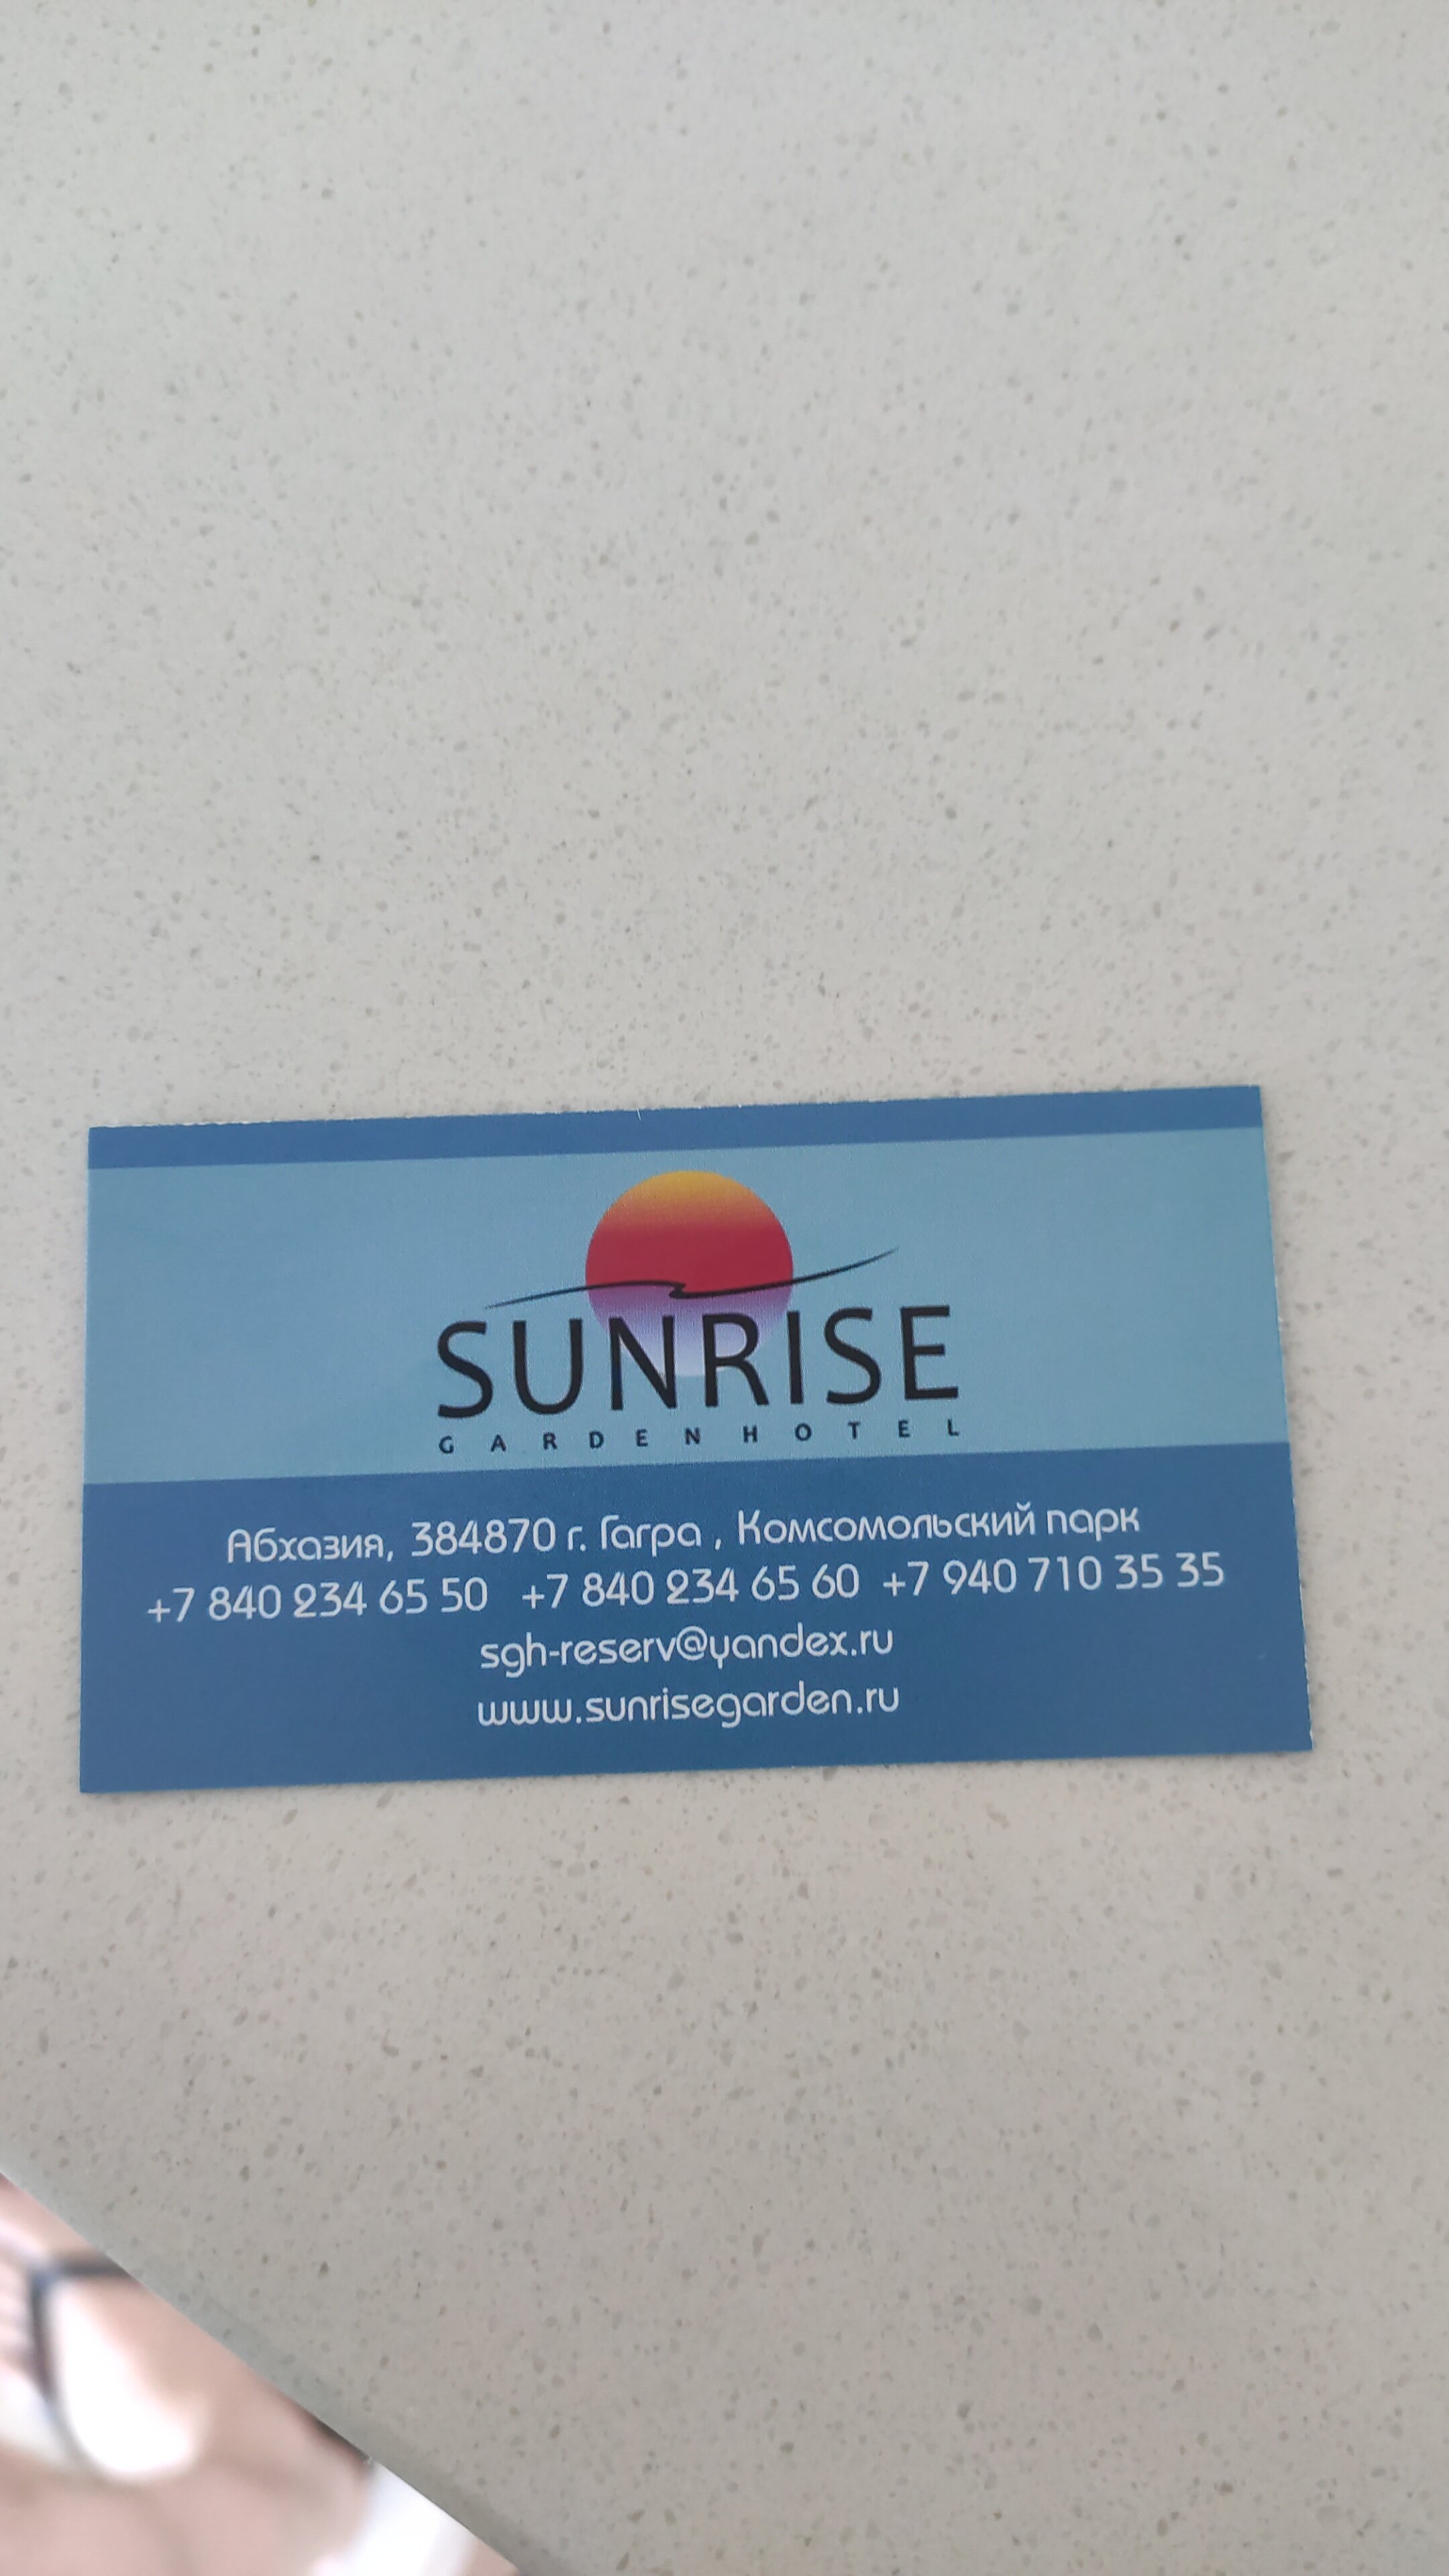 SUNRISE
GARDEN HOTEL
Абхазия, 384870 г. Гагра , Комсомольский парк
+7 840 234 65 50 +7 840 234 65 60 +7 940 710 35 35
sgh-reserv@yandex.ru
www.sunrisegarden.ru